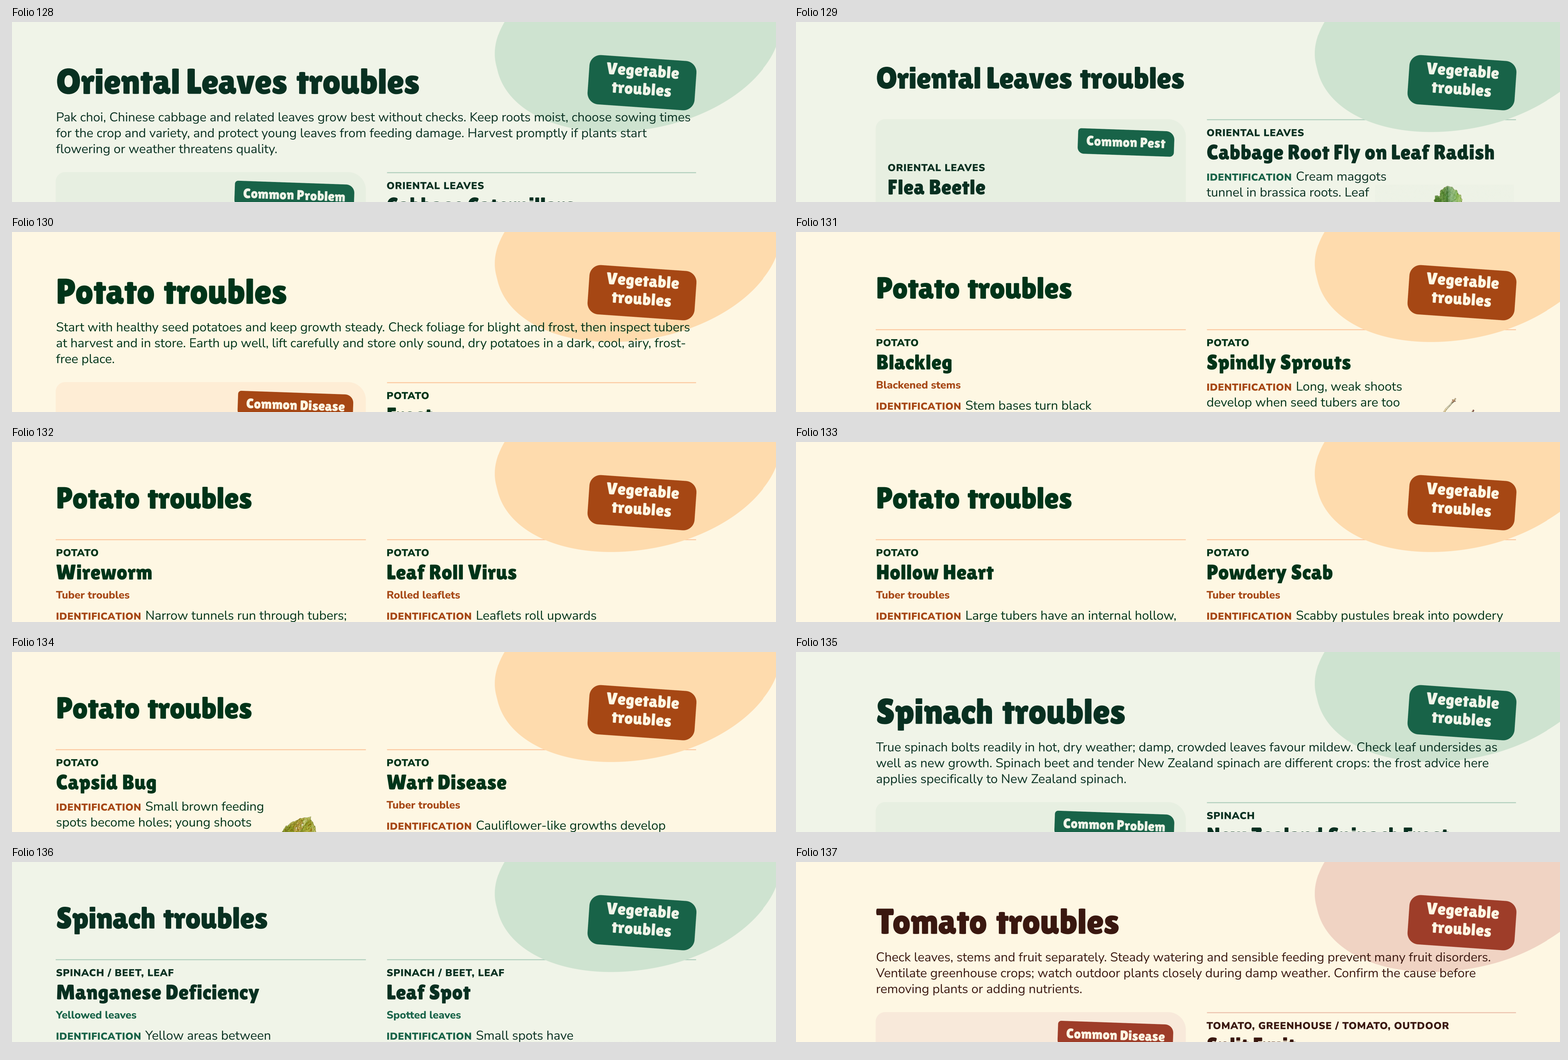 Folio 128
Oriental Leaves troubles
Vegetable
troubles
Pak choi, Chinese cabbage and related leaves grow best without checks. Keep roots moist, choose sowing times
for the crop and variety, and protect young leaves from feeding damage. Harvest promptly if plants start
flowering or weather threatens quality.
Common Problem
ORIENTAL LEAVES
Folio 129
Oriental Leaves troubles
Vegetable
troubles
Common Pest
ORIENTAL LEAVES
Flea Beetle
ORIENTAL LEAVES
Cabbage Root Fly on Leaf Radish
IDENTIFICATION Cream maggots
tunnel in brassica roots. Leaf
Folio 130
Potato troubles
Vegetable
troubles
Start with healthy seed potatoes and keep growth steady. Check foliage for blight and frost, then inspect tubers
at harvest and in store. Earth up well, lift carefully and store only sound, dry potatoes in a dark, cool, airy, frost-
free place.
Common Disease
POTATO
Folio 131
Potato troubles
Vegetable
troubles
POTATO
Blackleg
Blackened stems
IDENTIFICATION Stem bases turn black
POTATO
Spindly Sprouts
IDENTIFICATION Long, weak shoots
develop when seed tubers are too
Folio 132
Potato troubles
Vegetable
troubles
POTATO
Wireworm
Tuber troubles
IDENTIFICATION Narrow tunnels run through tubers;
POTATO
Leaf Roll Virus
Rolled leaflets
IDENTIFICATION Leaflets roll upwards
Folio 133
Potato troubles
Vegetable
troubles
POTATO
Hollow Heart
Tuber troubles
IDENTIFICATION Large tubers have an internal hollow,
POTATO
Powdery Scab
Tuber troubles
IDENTIFICATION Scabby pustules break into powdery
Folio 134
Potato troubles
Vegetable
troubles
POTATO
Capsid Bug
IDENTIFICATION Small brown feeding
spots become holes; young shoots
POTATO
Wart Disease
Tuber troubles
IDENTIFICATION Cauliflower-like growths develop
Folio 135
Spinach troubles
Vegetable
troubles
True spinach bolts readily in hot, dry weather; damp, crowded leaves favour mildew. Check leaf undersides as
well as new growth. Spinach beet and tender New Zealand spinach are different crops: the frost advice here
applies specifically to New Zealand spinach.
Common Problem
SPINACH
New Zealand Spinach Frost
Folio 136
Spinach troubles
Vegetable
troubles
SPINACH / BEET, LEAF
Manganese Deficiency
Yellowed leaves
IDENTIFICATION Yellow areas between
SPINACH / BEET, LEAF
Leaf Spot
Spotted leaves
IDENTIFICATION Small spots have
Folio 137
Tomato troubles
Vegetable
troubles
Check leaves, stems and fruit separately. Steady watering and sensible feeding prevent many fruit disorders.
Ventilate greenhouse crops; watch outdoor plants closely during damp weather. Confirm the cause before
removing plants or adding nutrients.
Common Disease
TOMATO, GREENHOUSE / TOMATO, OUTDOOR
Split Fruit